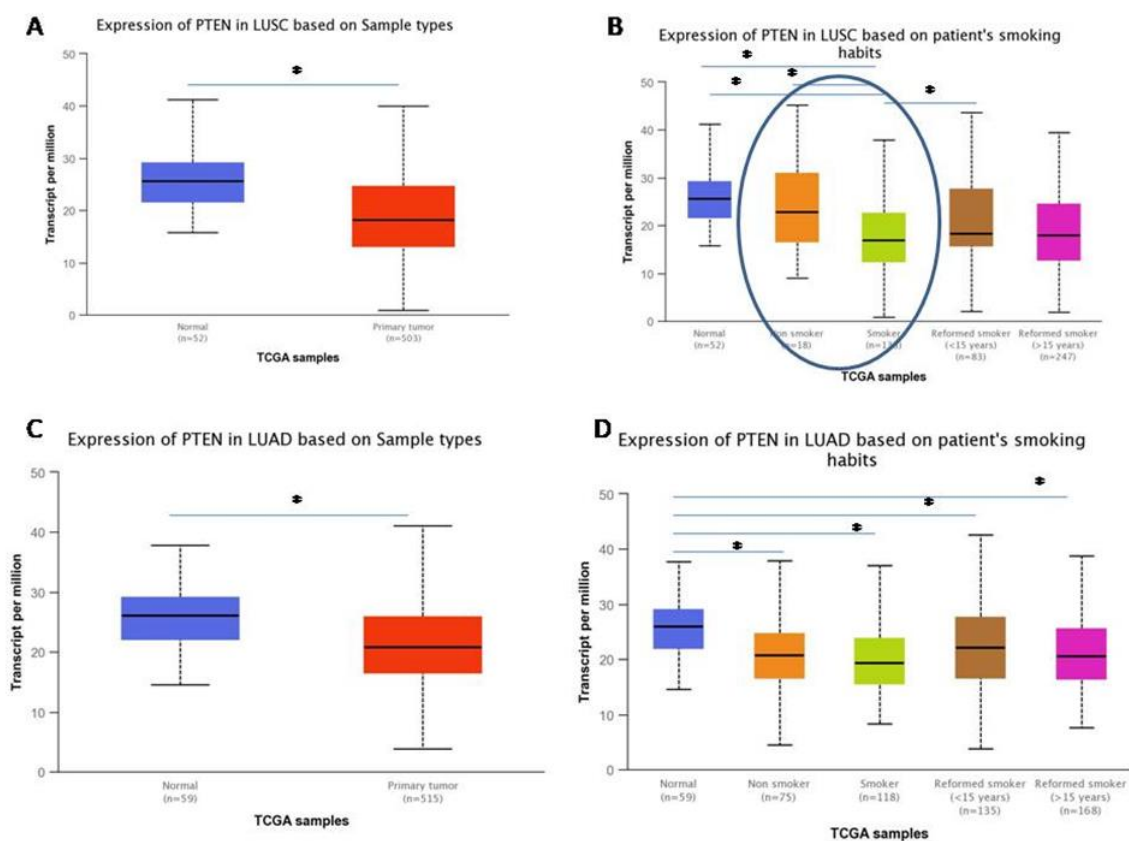 A
Expression of PTEN in LUSC based on Sample types
*
50
40
30
20
10
0
Transcript per million
Normal
(n=52)
Primary tumor
(n=503)
TCGA samples
B
Expression of PTEN in LUSC based on patient's smoking
habits
*
*
*
*
50
40
30
20
10
0
Transcript per million
Normal
(n=52)
Non smoker
(n=18)
Smoker
Reformed smoker
(<15 years)
(n=83)
Reformed smoker
(>15 years)
(n=247)
TCGA samples
C
Expression of PTEN in LUAD based on Sample types
*
50
40
30
20
10
0
Transcript per million
Normal
(n=59)
Primary tumor
(n=515)
TCGA samples
D
Expression of PTEN in LUAD based on patient's smoking
habits
*
*
*
*
50
40
30
20
10
0
Transcript per million
Normal
(n=59)
Non smoker
(n=75)
Smoker
(n=118)
Reformed smoker
(<15 years)
(n=135)
Reformed smoker
(>15 years)
(n=168)
TCGA samples